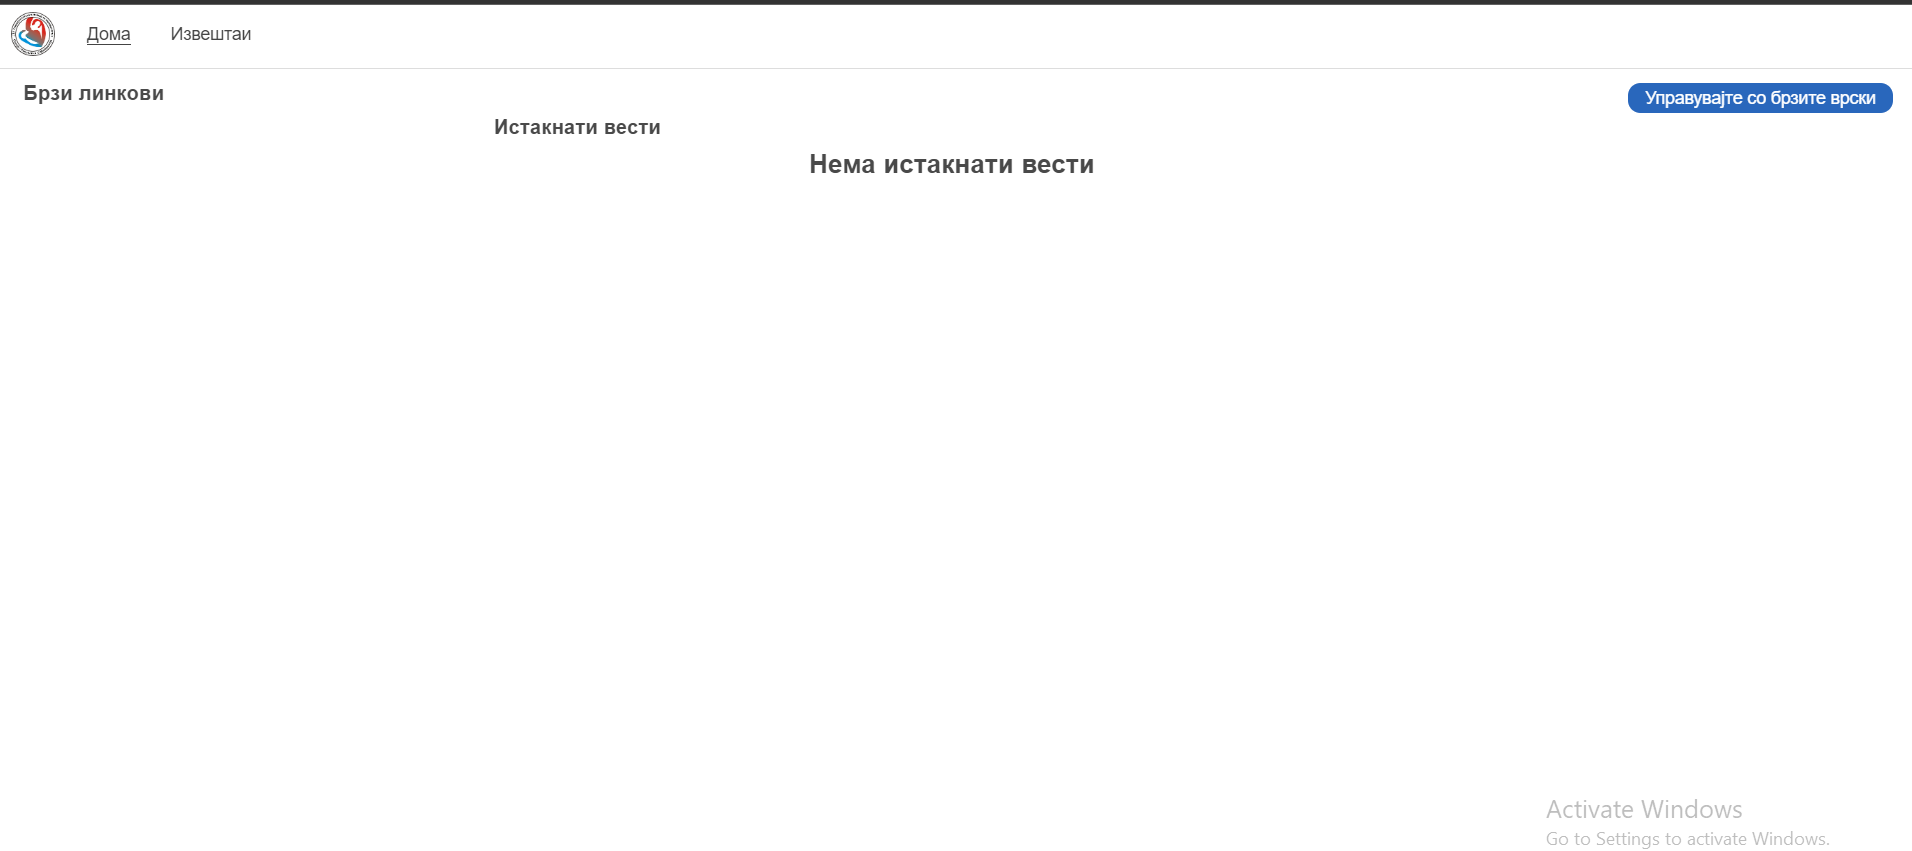 Дома
Извештаи
Брзи линкови
Управувајте со брзите врски
Истакнати вести
Нема истакнати вести
Activate Windows
Go to Settings to activate Windows.